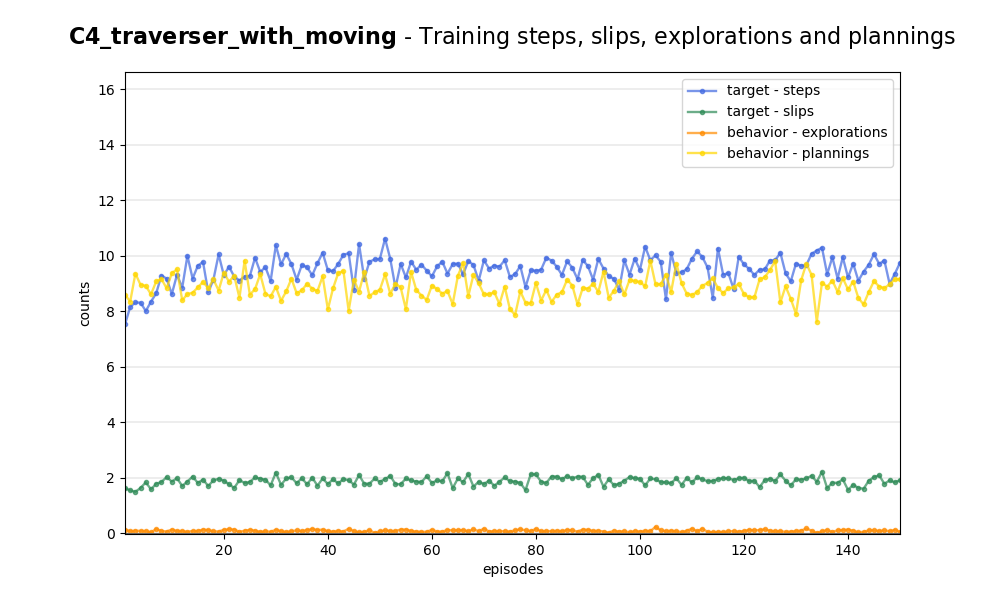 C4_traverser_with_moving - Training steps, slips, explorations and plannings
target - steps
target - slips
behavior - explorations
behavior - plannings
counts
16
14
12
10
8
6
4
2
0
20 40 60 80 100 120 140
episodes